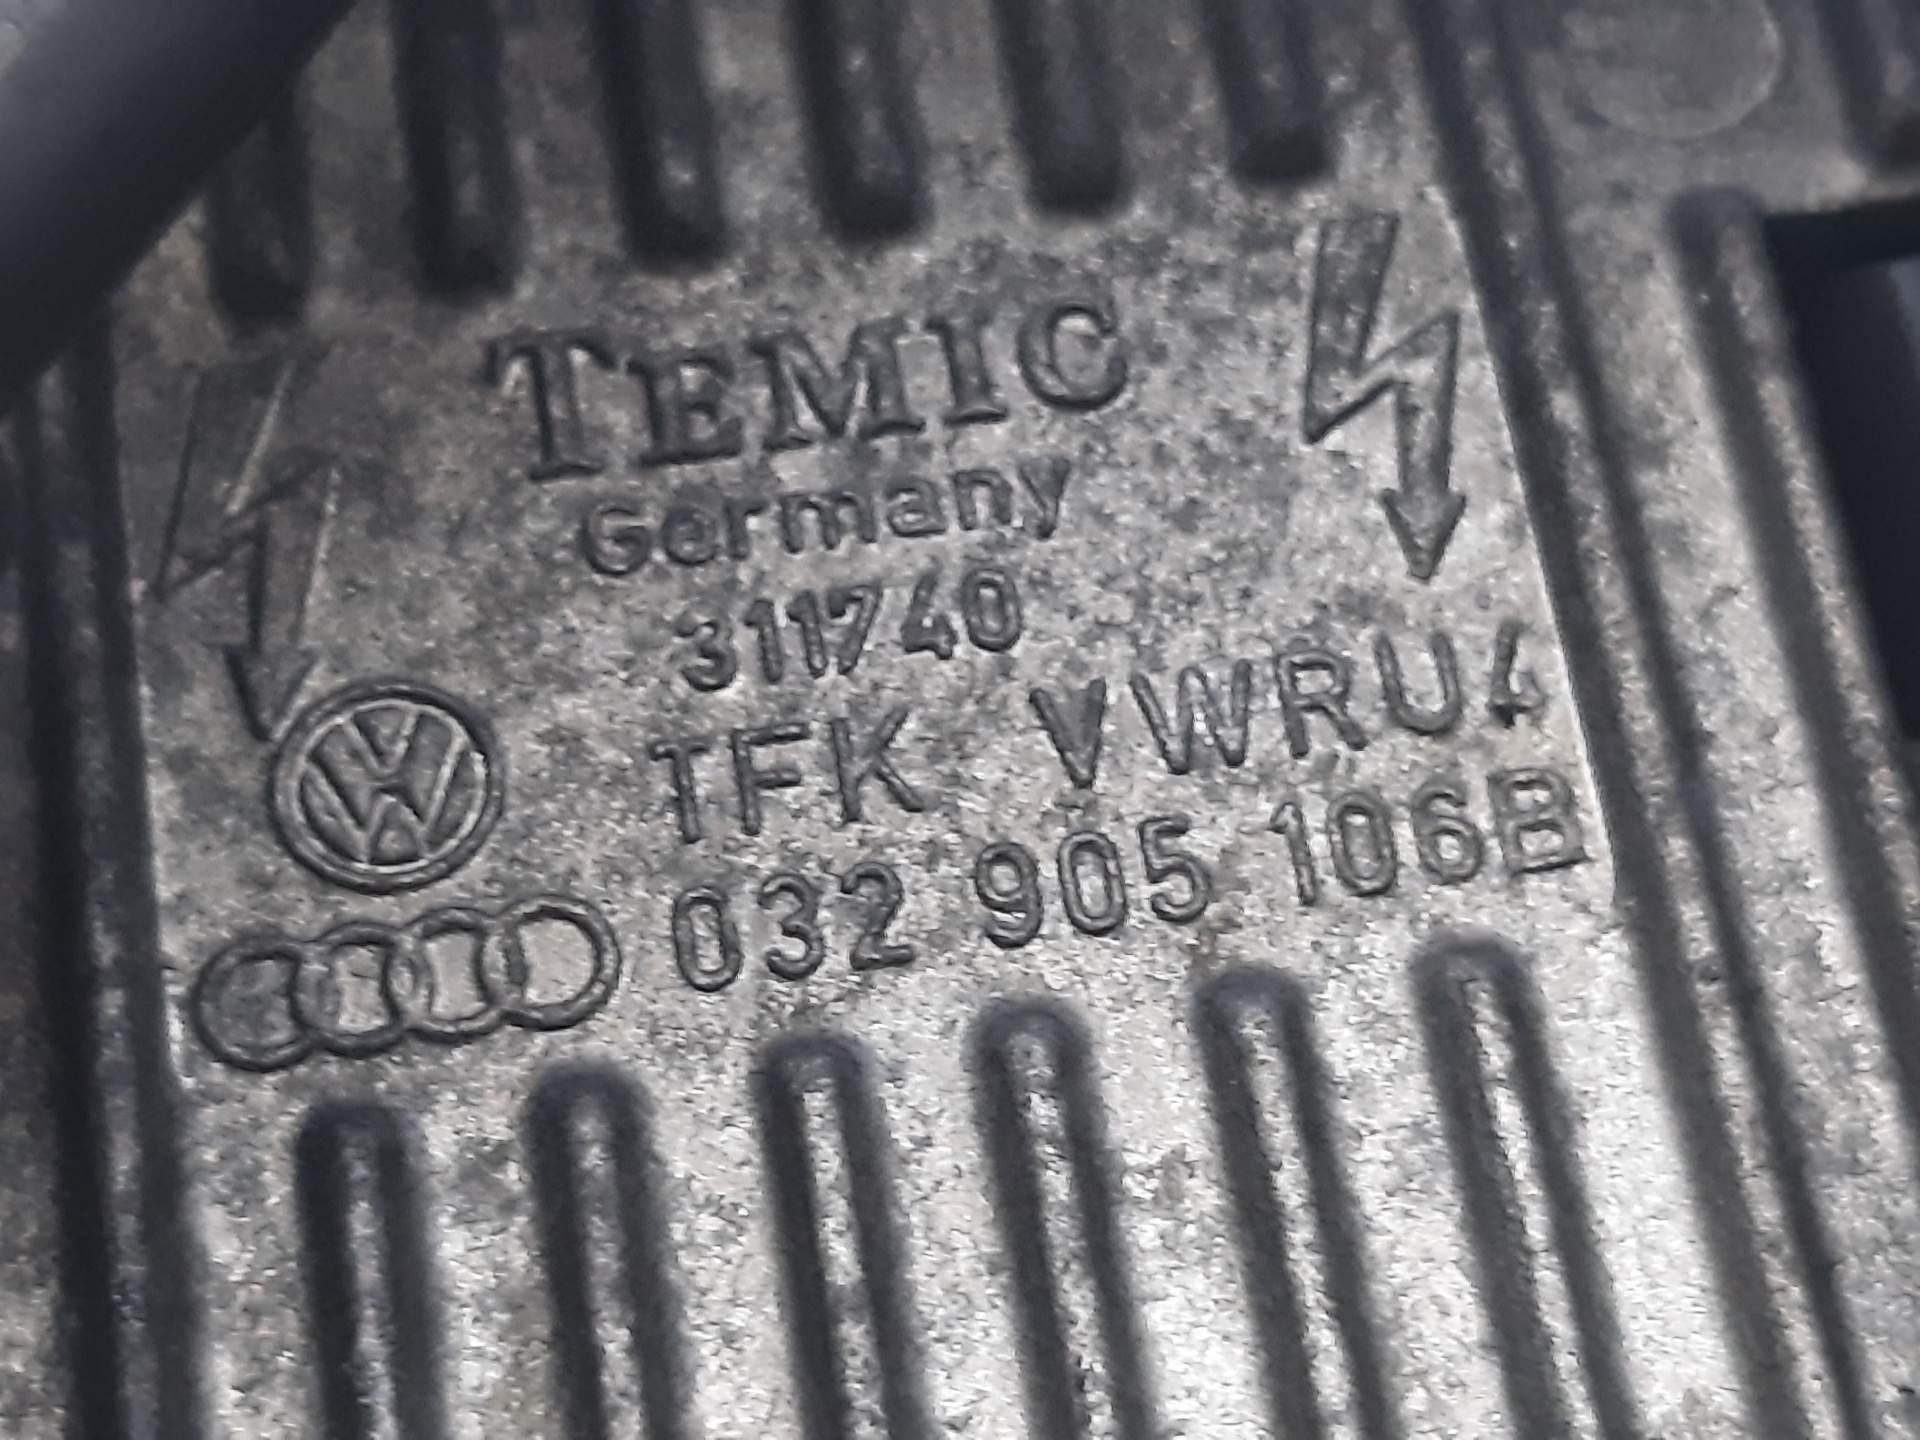 TEMIC
Germany
311740
TFK VWRU4
032 905 106B